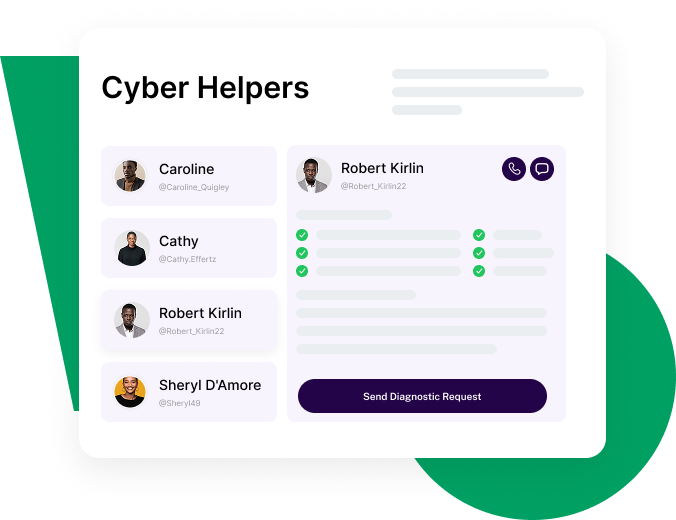 Cyber Helpers
Caroline
@Caroline_Quigley
Cathy
@Cathy.Effertz
Robert Kirlin
@Robert_Kirlin22
Sheryl D'Amore
@Sheryl49
Robert Kirlin
@Robert_Kirlin22
Send Diagnostic Request